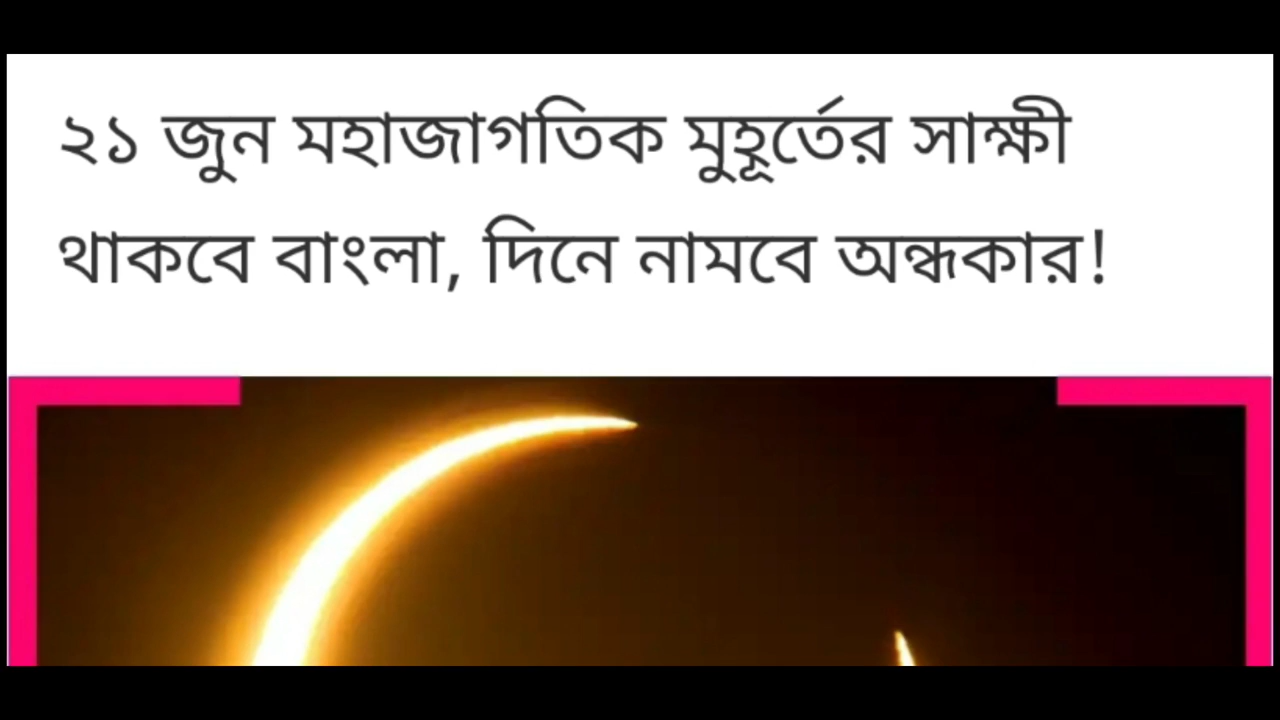 ২১ জুন মহাজাগতিক মুহূর্তের সাক্ষী
থাকবে বাংলা, দিনে নামবে অন্ধকার!